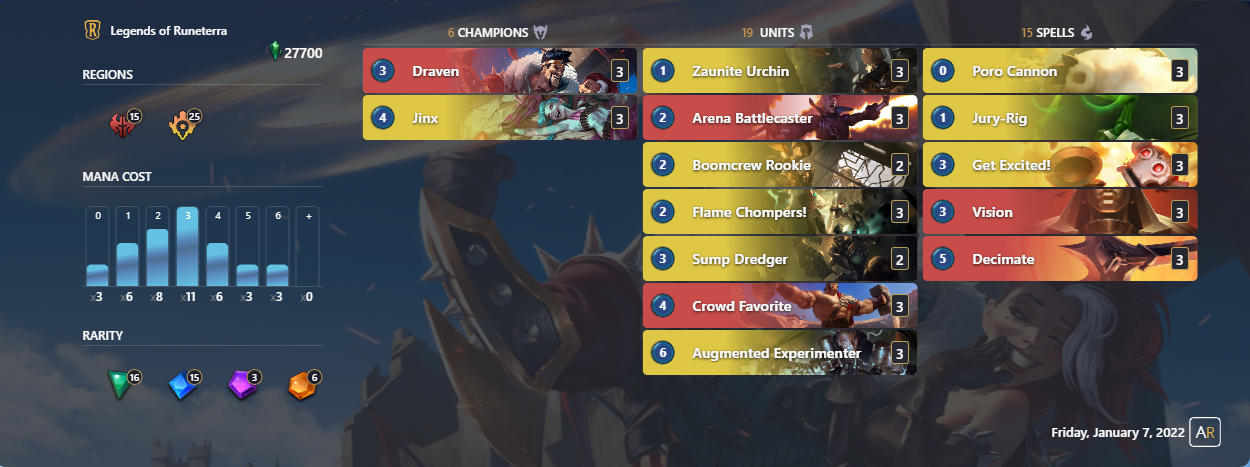 Legends of Runeterra
27700
REGIONS
15 25
MANA COST
0 1 2 3 4 5 6 +
x3 x6 x8 x11 x6 x3 x3 x0
RARITY
16 15 3 6
6 CHAMPIONS
3 Draven 3
4 Jinx 3
19 UNITS
1 Zaunite Urchin 3
2 Arena Battlecaster 3
2 Boomcrew Rookie 2
2 Flame Chompers! 3
3 Sump Dredger 2
4 Crowd Favorite 3
6 Augmented Experimenter 3
15 SPELLS
0 Poro Cannon 3
1 Jury-Rig 3
3 Get Excited! 3
3 Vision 3
5 Decimate 3
Friday, January 7, 2022 AR